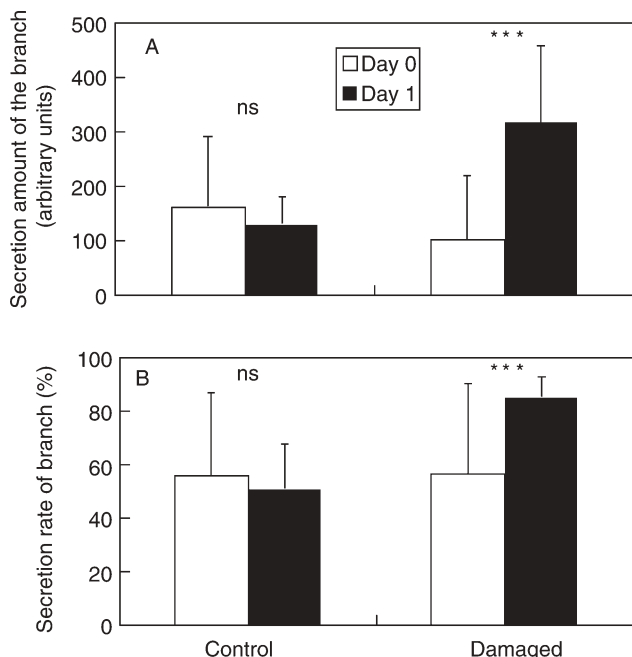 500
400
300
200
100
0
Secretion amount of the branch
(arbitrary units)
A
ns
Day 0
Day 1
***
100
80
60
40
20
0
Secretion rate of branch (%)
B
ns
***
Control
Damaged